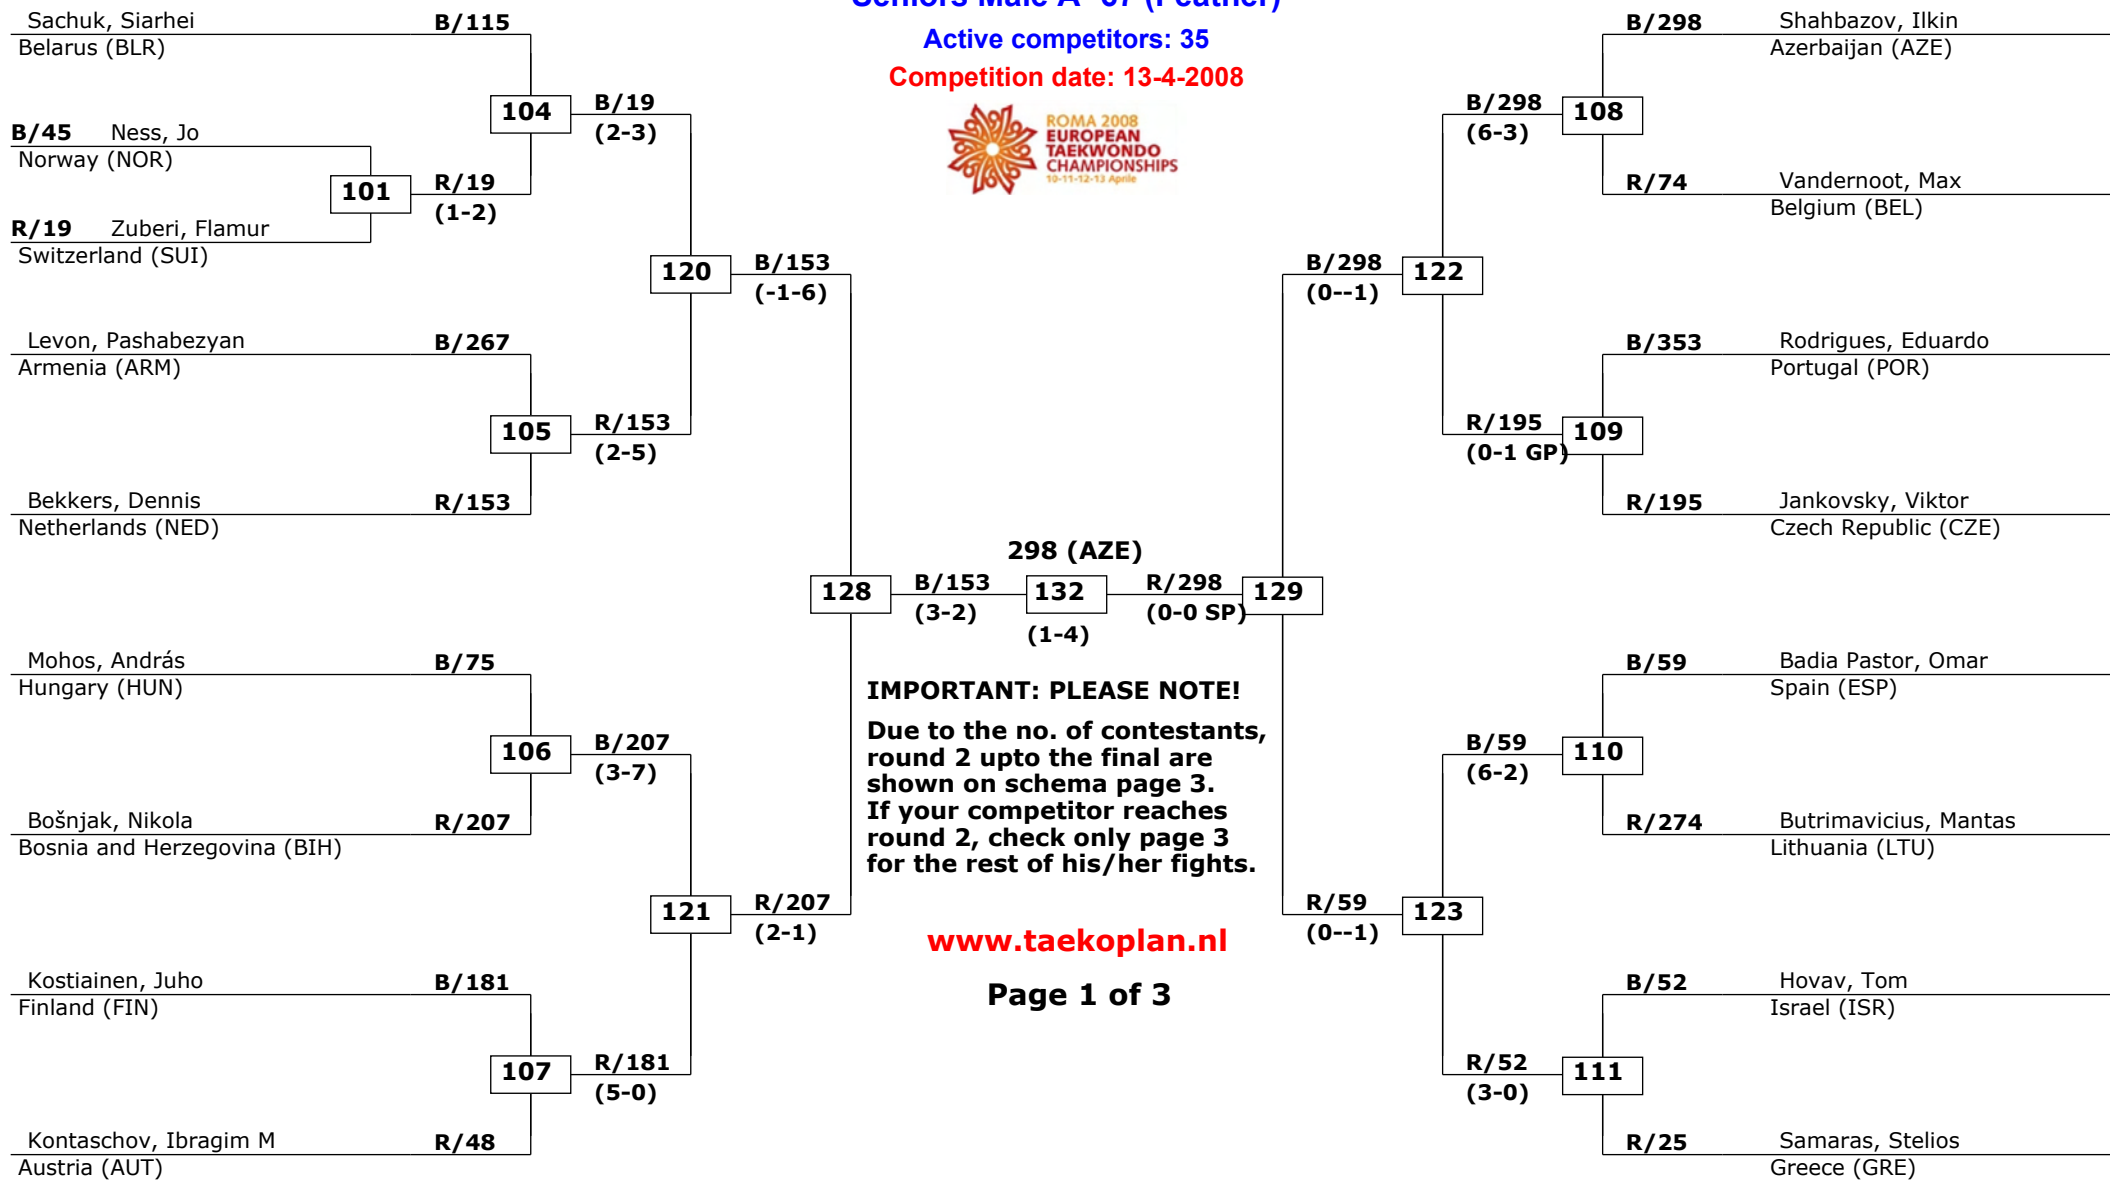 Seniors Male A -67 (Feather)
Active competitors: 35
Competition date: 13-4-2008
ROMA 2008
EUROPEAN
TAEKWONDO
CHAMPIONSHIPS
10-11-12-13 Aprile
Sachuk, Siarhei B/115
Belarus (BLR)
104
B/19
(2-3)
B/45 Ness, Jo
Norway (NOR)
101
R/19
(1-2)
R/19 Zuberi, Flamur
Switzerland (SUI)
120
B/153
(-1-6)
Levon, Pashabezyan B/267
Armenia (ARM)
105
R/153
(2-5)
Bekkers, Dennis R/153
Netherlands (NED)
128
B/153
(3-2)
Mohos, András B/75
Hungary (HUN)
106
B/207
(3-7)
Bošnjak, Nikola R/207
Bosnia and Herzegovina (BIH)
121
R/207
(2-1)
Kostiainen, Juho B/181
Finland (FIN)
107
R/181
(5-0)
Kontaschov, Ibragim M R/48
Austria (AUT)
298 (AZE)
132
(1-4)
IMPORTANT: PLEASE NOTE!
Due to the no. of contestants,
round 2 upto the final are
shown on schema page 3.
If your competitor reaches
round 2, check only page 3
for the rest of his/her fights.
www.taekoplan.nl
Page 1 of 3
B/298 Shahbazov, Ilkin
Azerbaijan (AZE)
B/298
(6-3)
108
R/74 Vandernoot, Max
Belgium (BEL)
B/298
(0--1)
122
B/353 Rodrigues, Eduardo
Portugal (POR)
R/195
(0-1 GP)
109
R/195 Jankovsky, Viktor
Czech Republic (CZE)
R/298
(0-0 SP)
129
B/59 Badia Pastor, Omar
Spain (ESP)
B/59
(6-2)
110
R/274 Butrimavicius, Mantas
Lithuania (LTU)
R/59
(0--1)
123
B/52 Hovav, Tom
Israel (ISR)
R/52
(3-0)
111
R/25 Samaras, Stelios
Greece (GRE)